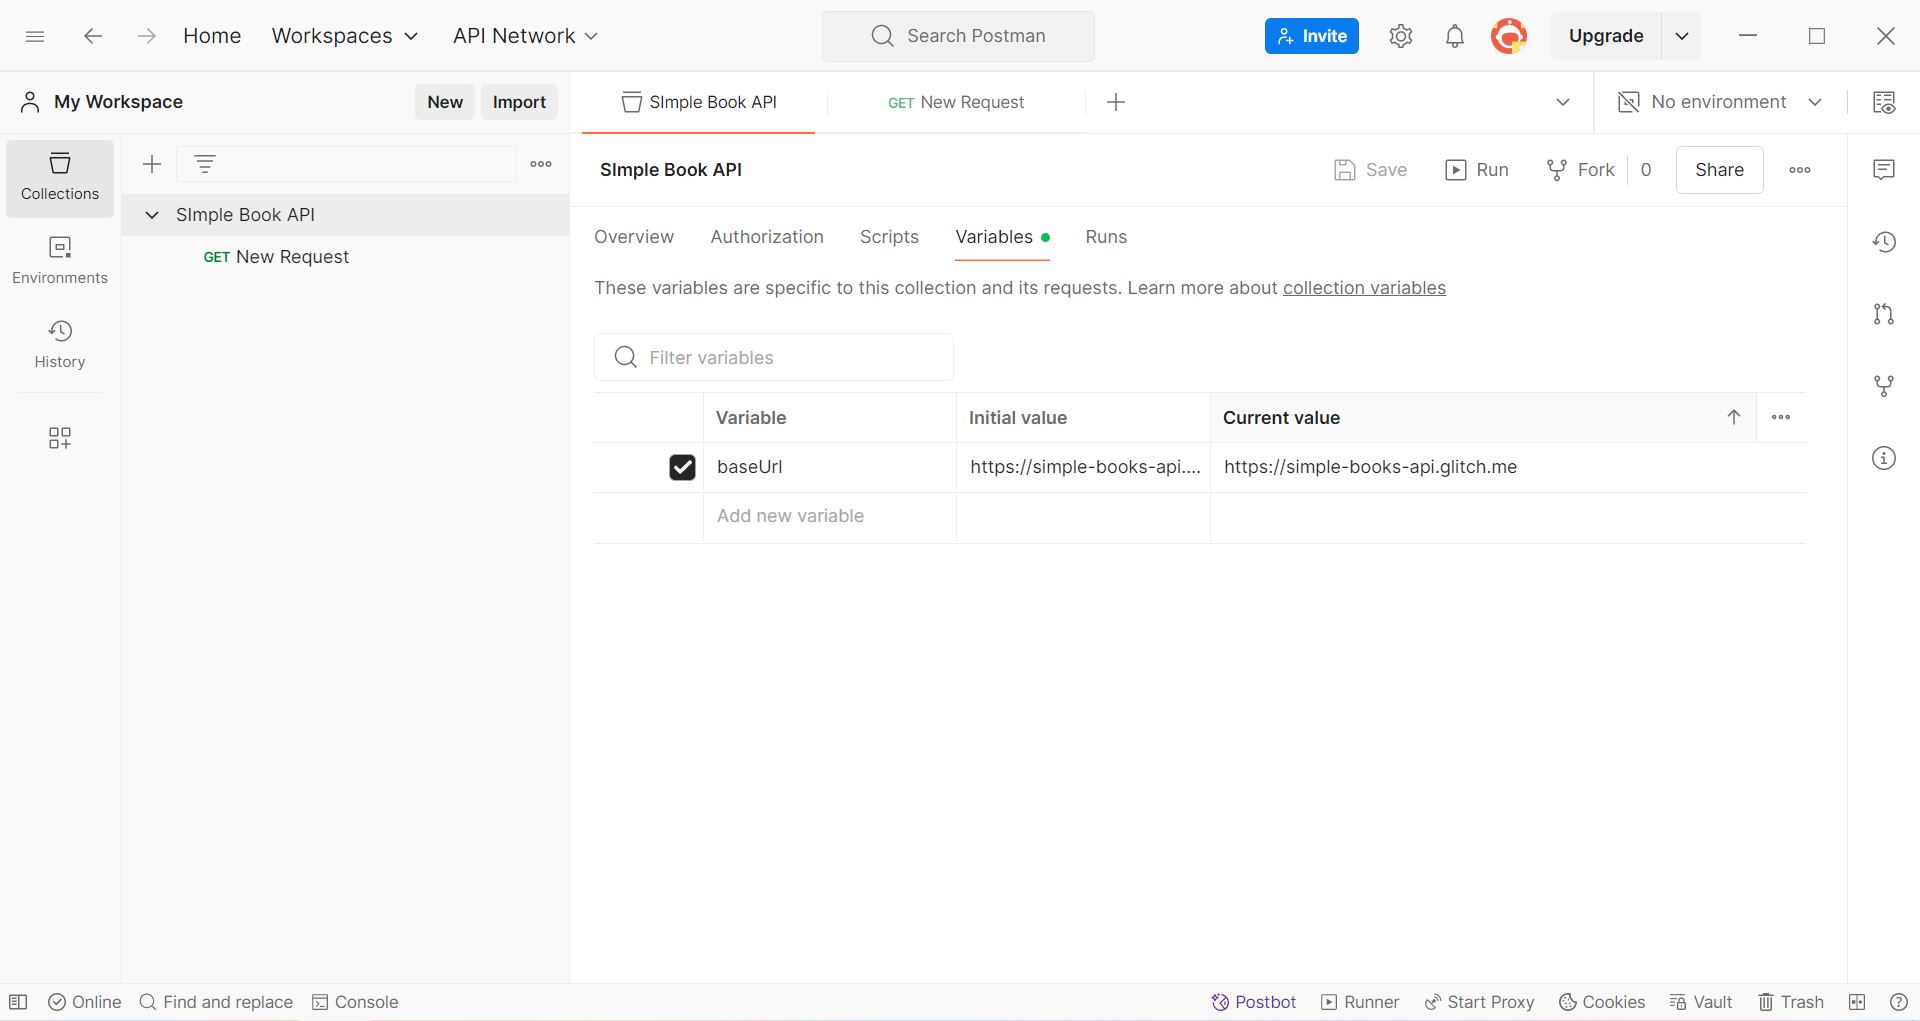 Home Workspaces API Network Search Postman Invite Upgrade
My Workspace New Import SImple Book API GET New Request No environment
Collections
Environments
History
SImple Book API
GET New Request
SImple Book API Save Run Fork 0 Share
Overview Authorization Scripts Variables Runs
These variables are specific to this collection and its requests. Learn more about collection variables
Filter variables
Variable Initial value Current value
baseUrl https://simple-books-api.... https://simple-books-api.glitch.me
Add new variable
Online Find and replace Console Postbot Runner Start Proxy Cookies Vault Trash